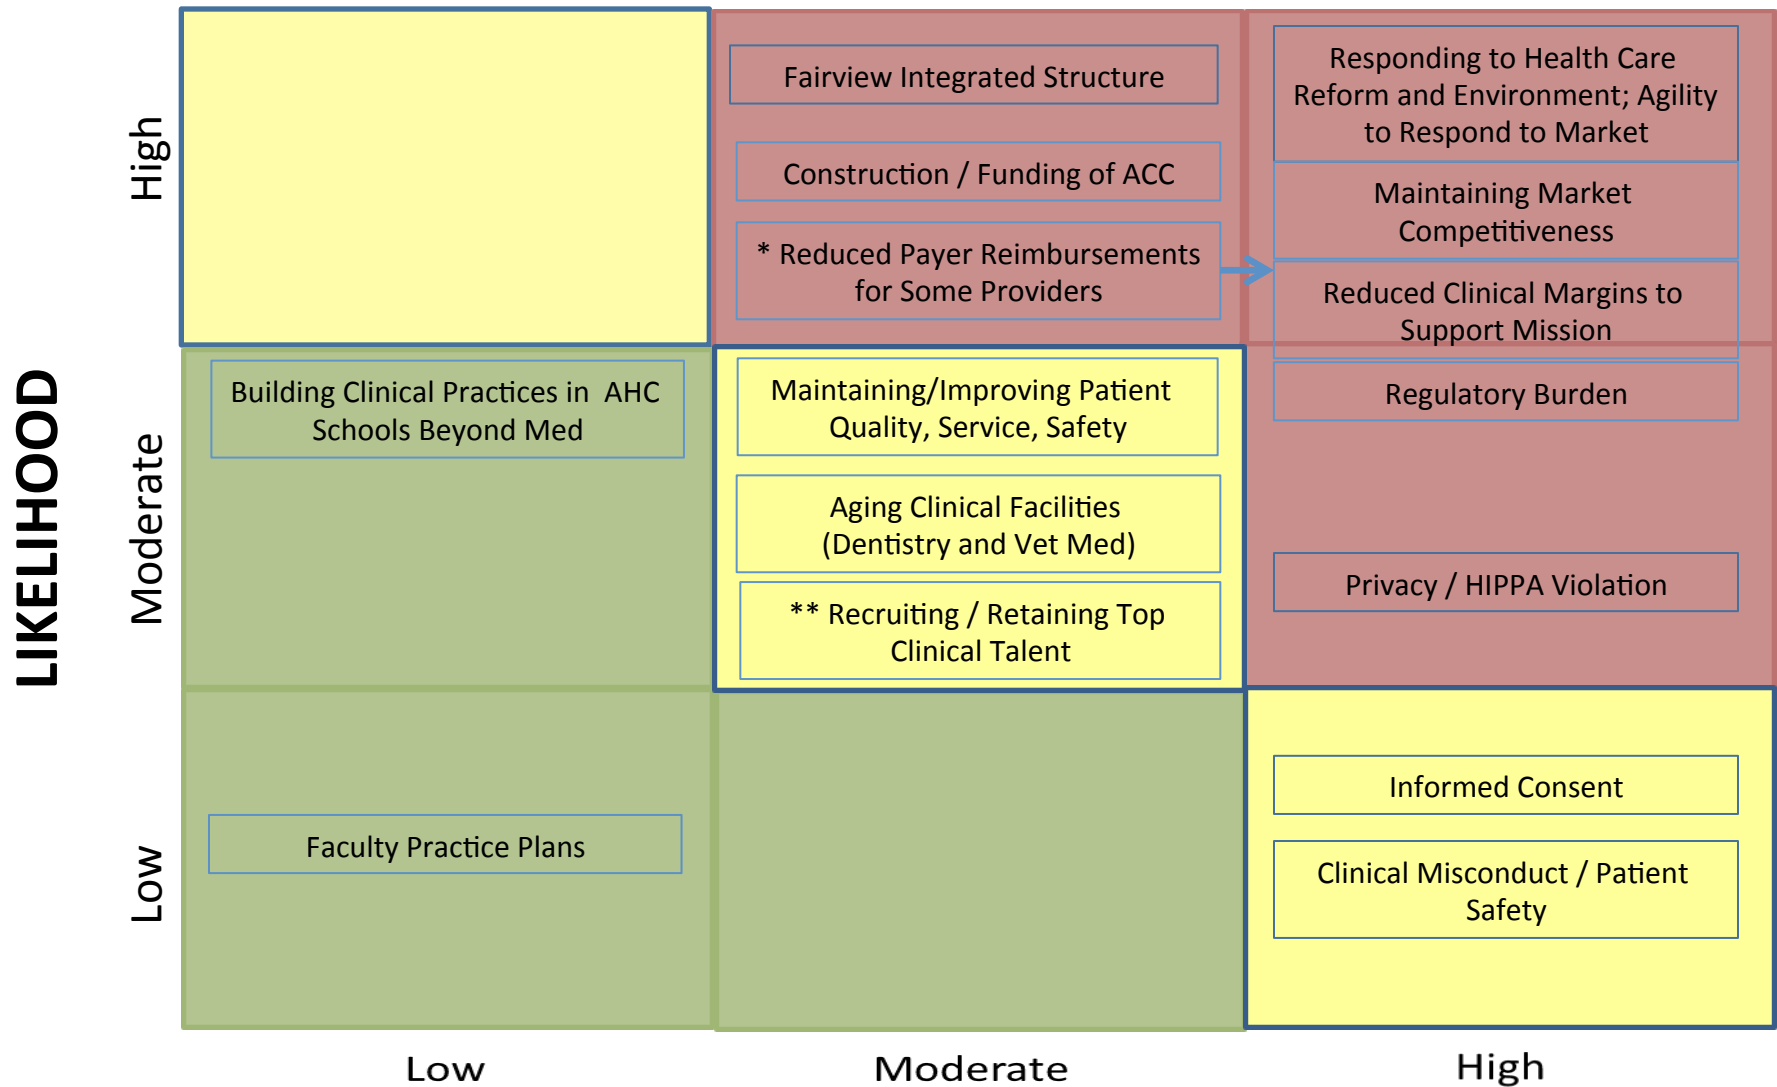 LIKELIHOOD
High
Fairview Integrated Structure
Construction / Funding of ACC
* Reduced Payer Reimbursements
for Some Providers
Responding to Health Care
Reform and Environment; Agility
to Respond to Market
Maintaining Market
Competitiveness
Reduced Clinical Margins to
Support Mission
Moderate
Building Clinical Practices in AHC
Schools Beyond Med
Maintaining/Improving Patient
Quality, Service, Safety
Aging Clinical Facilities
(Dentistry and Vet Med)
** Recruiting / Retaining Top
Clinical Talent
Regulatory Burden
Privacy / HIPPA Violation
Low
Faculty Practice Plans
Informed Consent
Clinical Misconduct / Patient
Safety
Low
Moderate
High